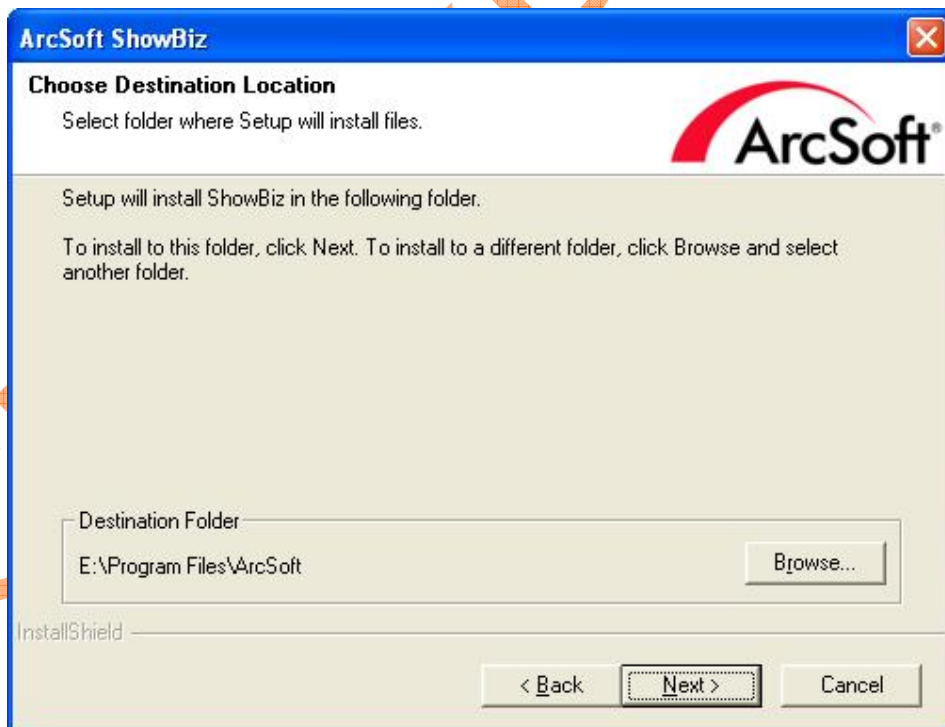 ArcSoft ShowBiz
Choose Destination Location
Select folder where Setup will install files.
ArcSoft®
Setup will install ShowBiz in the following folder.
To install to this folder, click Next. To install to a different folder, click Browse and select
another folder.
Destination Folder
E:\Program Files\ArcSoft
Browse...
InstallShield
< Back
Next >
Cancel